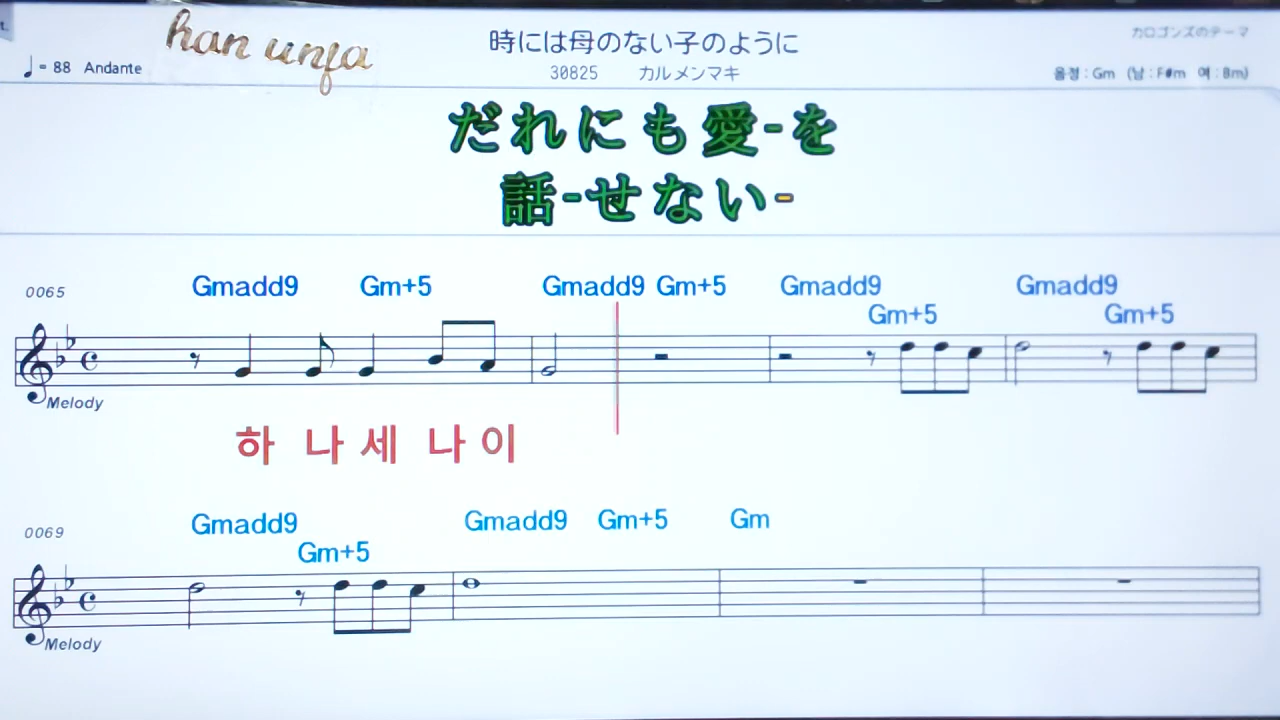 han unja
時には母のない子のように
カロゴンズのテーマ
♩= 88 Andante
30825 カルメンマキ
음정 : Gm (남 : F#m 여 : Bm)
だれにも愛-を
話-せない-
0065
Gmadd9 Gm+5 Gmadd9 Gm+5 Gmadd9 Gm+5 Gmadd9 Gm+5
Melody
하 나 세 나 이
0069
Gmadd9 Gm+5 Gmadd9 Gm+5 Gm
Melody